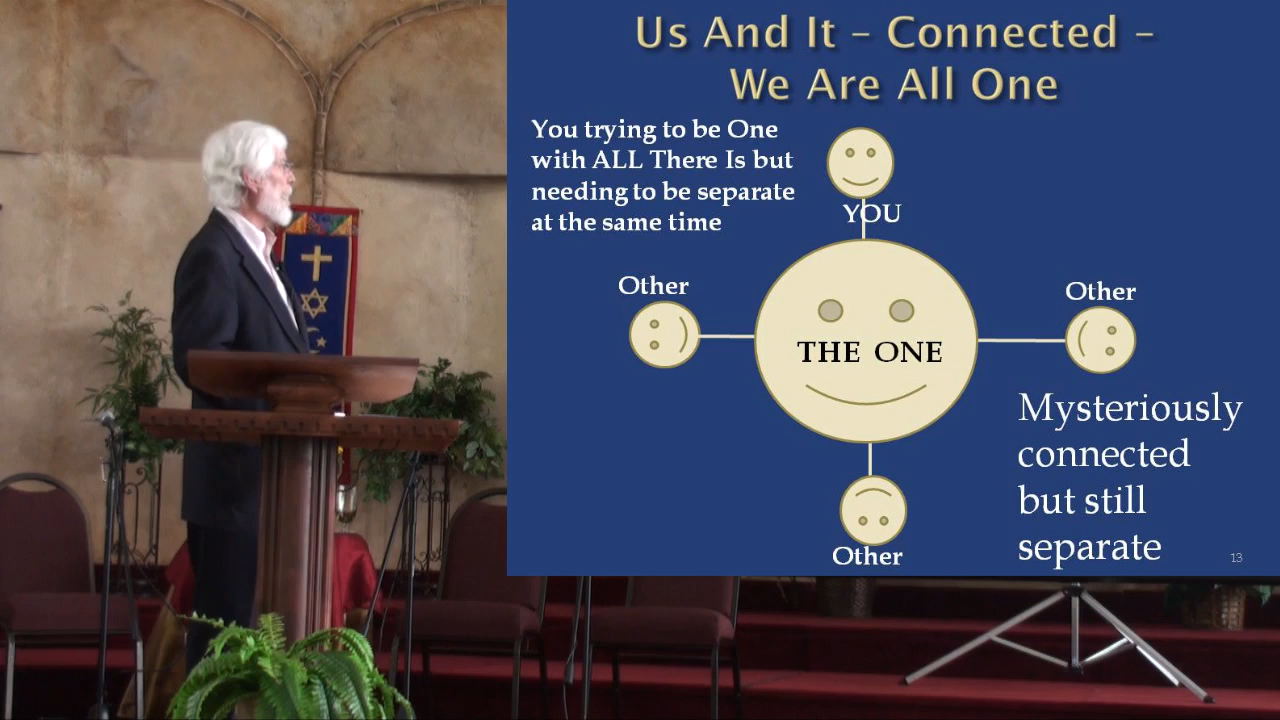 Us And It – Connected –
We Are All One
You trying to be One
with ALL There Is but
needing to be separate
at the same time
YOU
Other
Other
THE ONE
Mysteriously
connected
but still
separate
Other
13